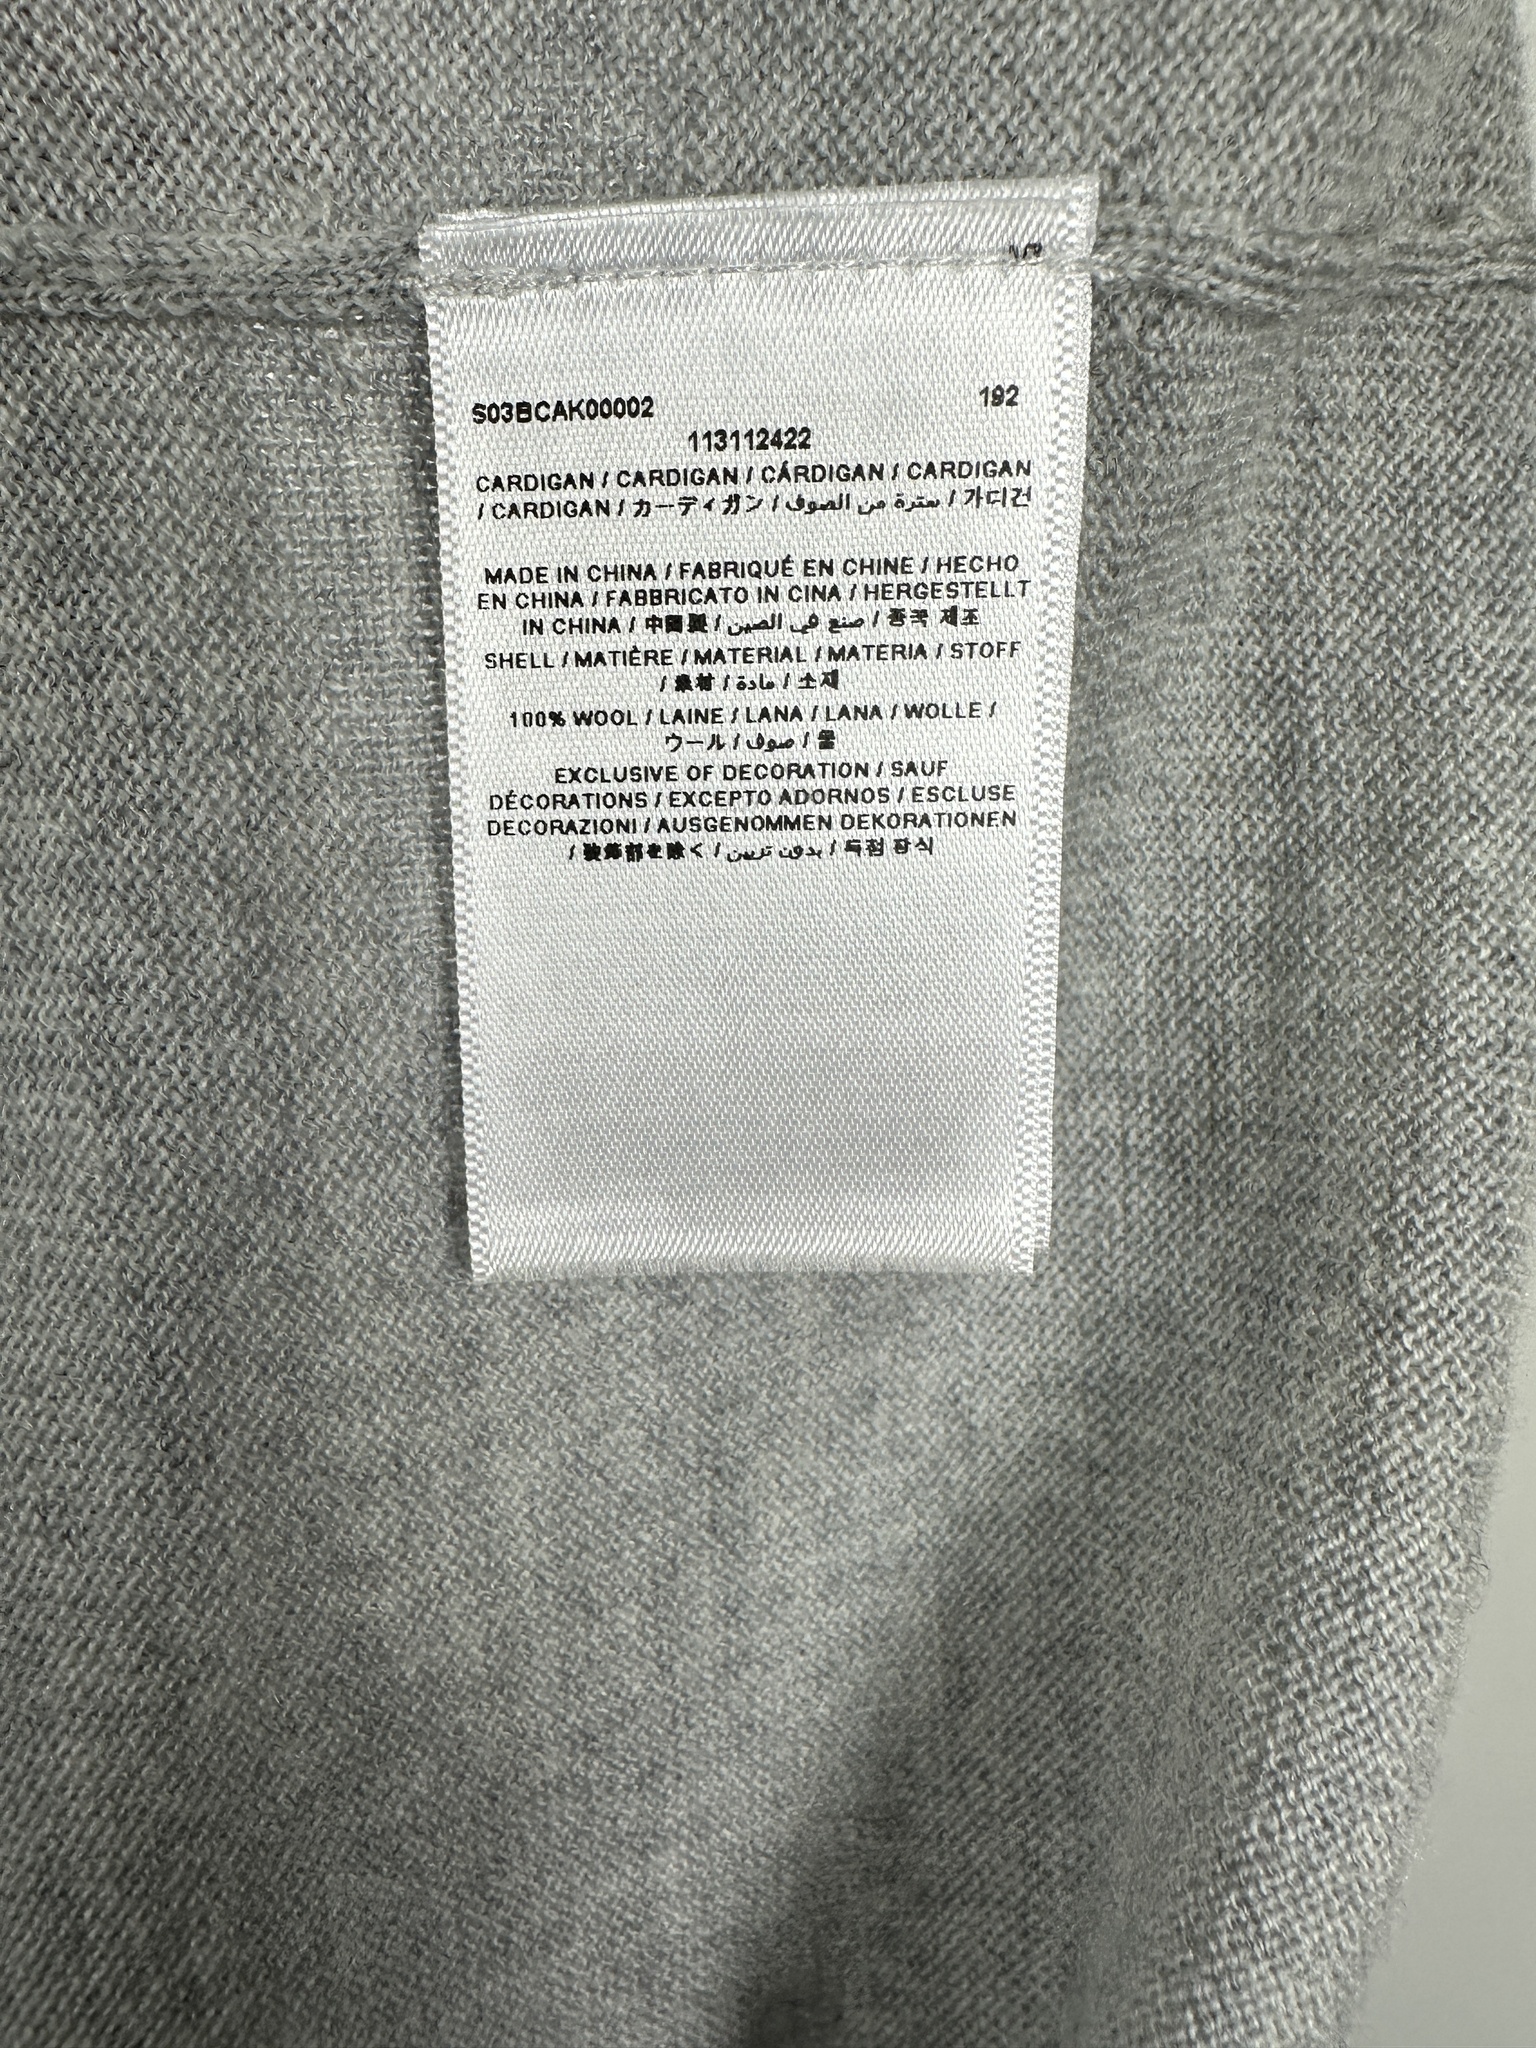 S03BCAK00002 192
113112422
CARDIGAN / CARDIGAN / CÁRDIGAN / CARDIGAN
/ CARDIGAN / カーディガン / سترة من الصوف / 가디건
MADE IN CHINA / FABRIQUÉ EN CHINE / HECHO
EN CHINA / FABBRICATO IN CINA / HERGESTELLT
IN CHINA / 中国製 / صنع في الصين / 중국 제조
SHELL / MATIÈRE / MATERIAL / MATERIA / STOFF
/ 素材 / مادة / 소재
100% WOOL / LAINE / LANA / LANA / WOLLE /
ウール / صوف / 울
EXCLUSIVE OF DECORATION / SAUF
DÉCORATIONS / EXCEPTO ADORNOS / ESCLUSE
DECORAZIONI / AUSGENOMMEN DEKORATIONEN
/ 装飾部を除く / بدون تزيين / 장식